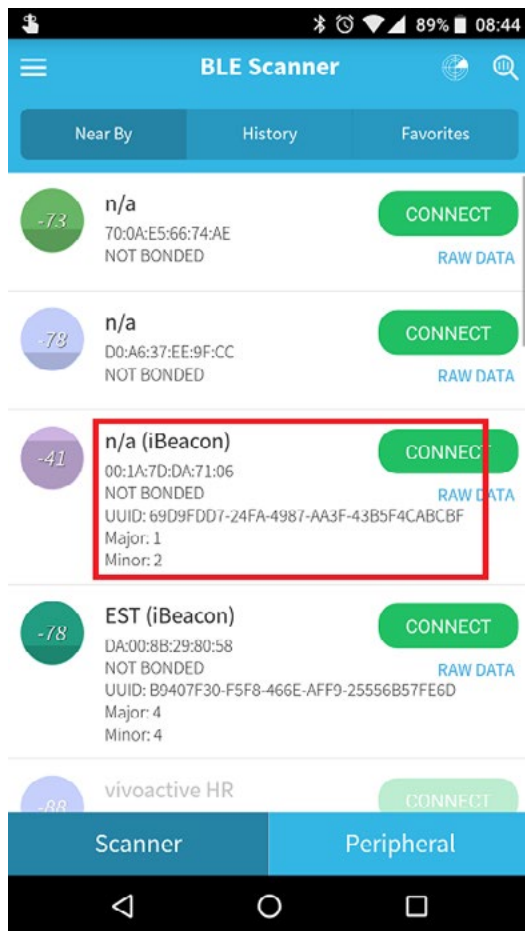 89% 08:44
BLE Scanner
Near By History Favorites
-73
n/a
70:0A:E5:66:74:AE
NOT BONDED
CONNECT
RAW DATA
-78
n/a
D0:A6:37:EE:9F:CC
NOT BONDED
CONNECT
RAW DATA
-41
n/a (iBeacon)
00:1A:7D:DA:71:06
NOT BONDED
UUID: 69D9FDD7-24FA-4987-AA3F-43B5F4CABCBF
Major: 1
Minor: 2
CONNECT
RAW DATA
-78
EST (iBeacon)
DA:00:8B:29:80:58
NOT BONDED
UUID: B9407F30-F5F8-466E-AFF9-25556B57FE6D
Major: 4
Minor: 4
CONNECT
RAW DATA
-88
vivoactive HR
CONNECT
Scanner Peripheral